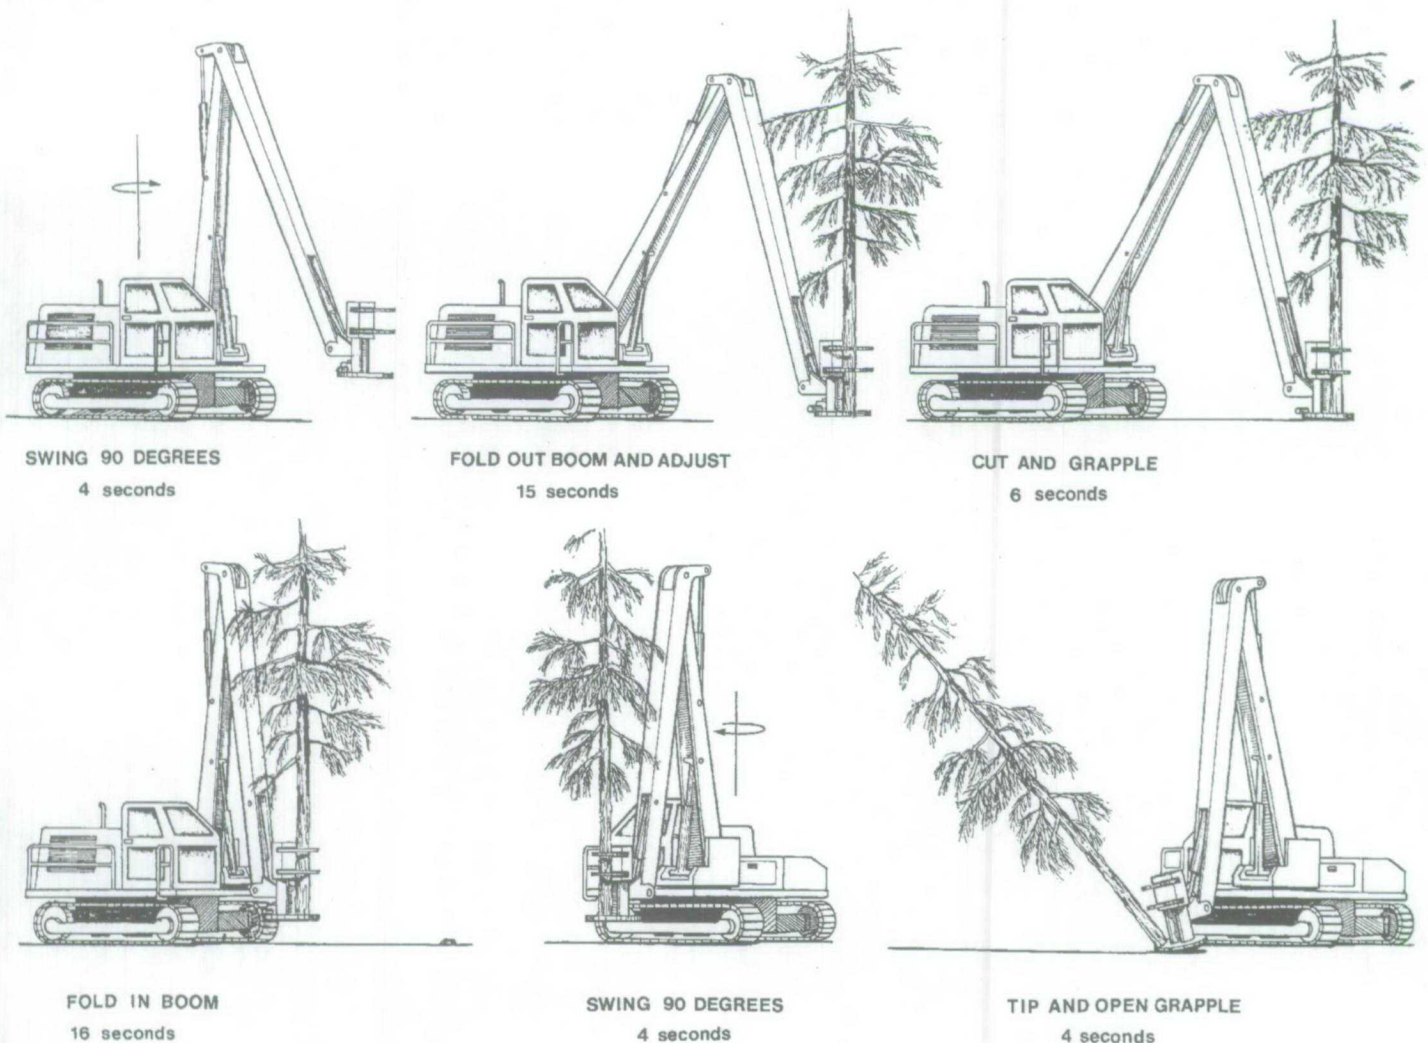 SWING 90 DEGREES
4 seconds
FOLD OUT BOOM AND ADJUST
15 seconds
CUT AND GRAPPLE
6 seconds
FOLD IN BOOM
16 seconds
SWING 90 DEGREES
4 seconds
TIP AND OPEN GRAPPLE
4 seconds